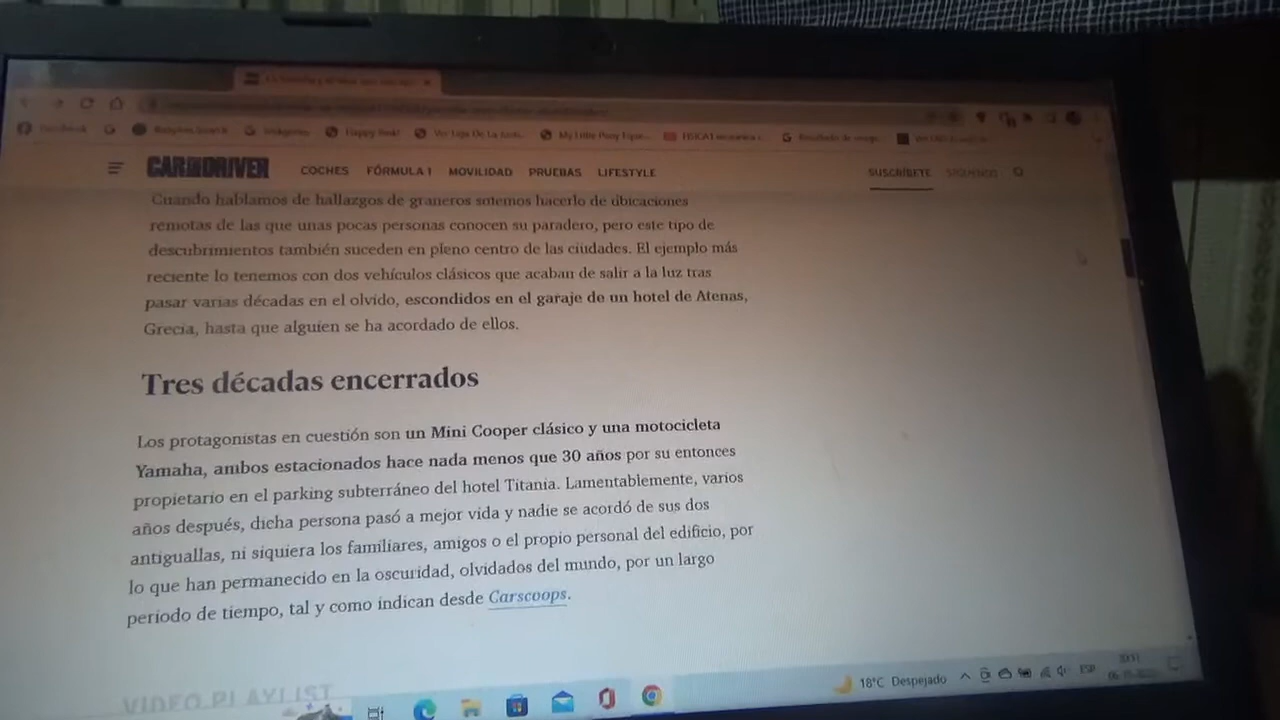 Facebook
Imágenes
CAR AND DRIVER
COCHES FÓRMULA 1 MOVILIDAD PRUEBAS LIFESTYLE SUSCRÍBETE
Cuando hablamos de hallazgos de graneros solemos hacerlo de ubicaciones
remotas de las que unas pocas personas conocen su paradero, pero este tipo de
descubrimientos también suceden en pleno centro de las ciudades. El ejemplo más
reciente lo tenemos con dos vehículos clásicos que acaban de salir a la luz tras
pasar varias décadas en el olvido, escondidos en el garaje de un hotel de Atenas,
Grecia, hasta que alguien se ha acordado de ellos.
Tres décadas encerrados
Los protagonistas en cuestión son un Mini Cooper clásico y una motocicleta
Yamaha, ambos estacionados hace nada menos que 30 años por su entonces
propietario en el parking subterráneo del hotel Titania. Lamentablemente, varios
años después, dicha persona pasó a mejor vida y nadie se acordó de sus dos
antiguallas, ni siquiera los familiares, amigos o el propio personal del edificio, por
lo que han permanecido en la oscuridad, olvidados del mundo, por un largo
periodo de tiempo, tal y como indican desde Carscoops.
VIDEO PLAYLIST
18°C Despejado ESP